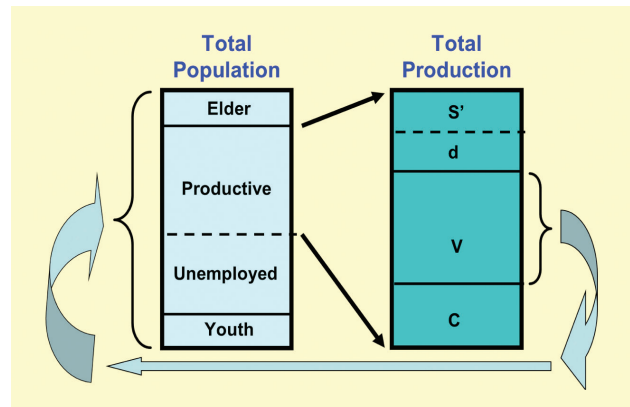 Total
Population
Elder
Productive
Unemployed
Youth
Total
Production
S'
d
V
C